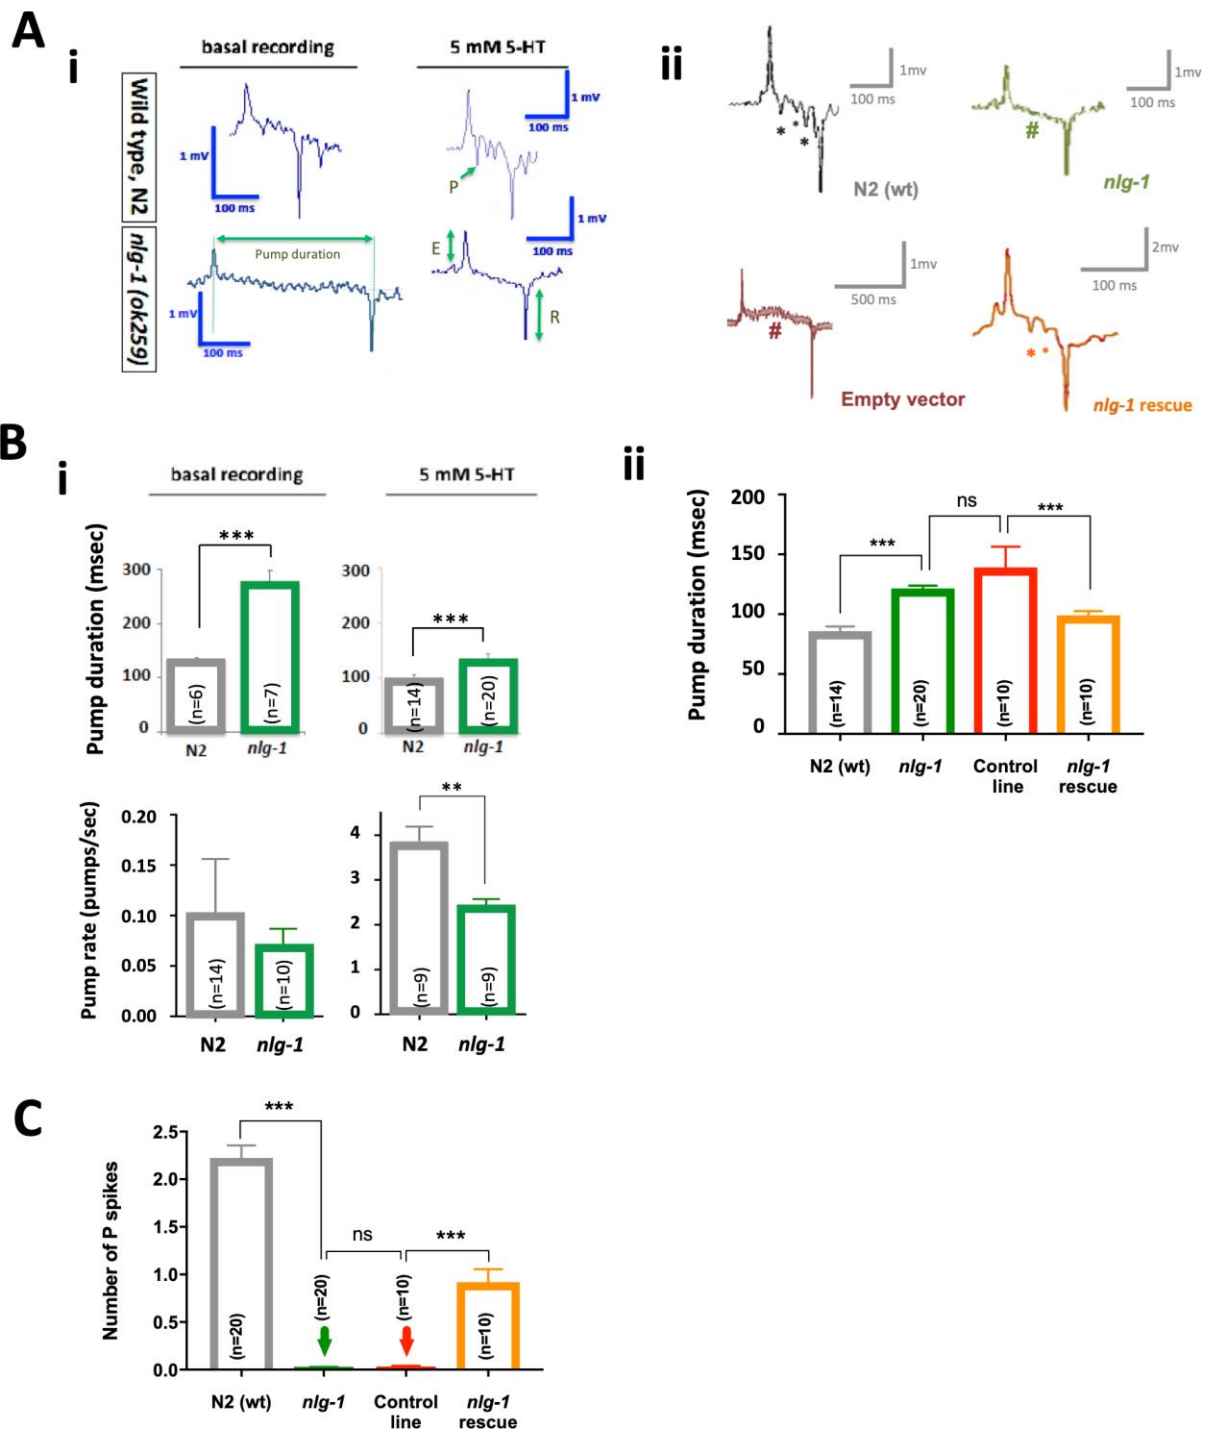 A
i
basal recording
5 mM 5-HT
Wild type, N2
1 mV
100 ms
P
1 mV
100 ms
nlg-1 (ok259)
Pump duration
1 mV
100 ms
E
R
1 mV
100 ms
ii
* * *
1mv
100 ms
N2 (wt)
#
1mv
100 ms
nlg-1
#
1mv
500 ms
Empty vector
* *
2mv
100 ms
nlg-1 rescue
B
i
basal recording
5 mM 5-HT
Pump duration (msec)
300
200
100
0
***
(n=6)
(n=7)
N2
nlg-1
300
200
100
0
***
(n=14)
(n=20)
N2
nlg-1
Pump rate (pumps/sec)
0.20
0.15
0.10
0.05
0.00
(n=14)
(n=10)
N2
nlg-1
4
3
2
1
0
**
(n=9)
(n=9)
N2
nlg-1
ii
Pump duration (msec)
200
150
100
50
0
***
ns
***
(n=14)
(n=20)
(n=10)
(n=10)
N2 (wt)
nlg-1
Control
line
nlg-1
rescue
C
Number of P spikes
2.5
2.0
1.5
1.0
0.5
0.0
***
ns
***
(n=20)
(n=20)
(n=10)
(n=10)
N2 (wt)
nlg-1
Control
line
nlg-1
rescue